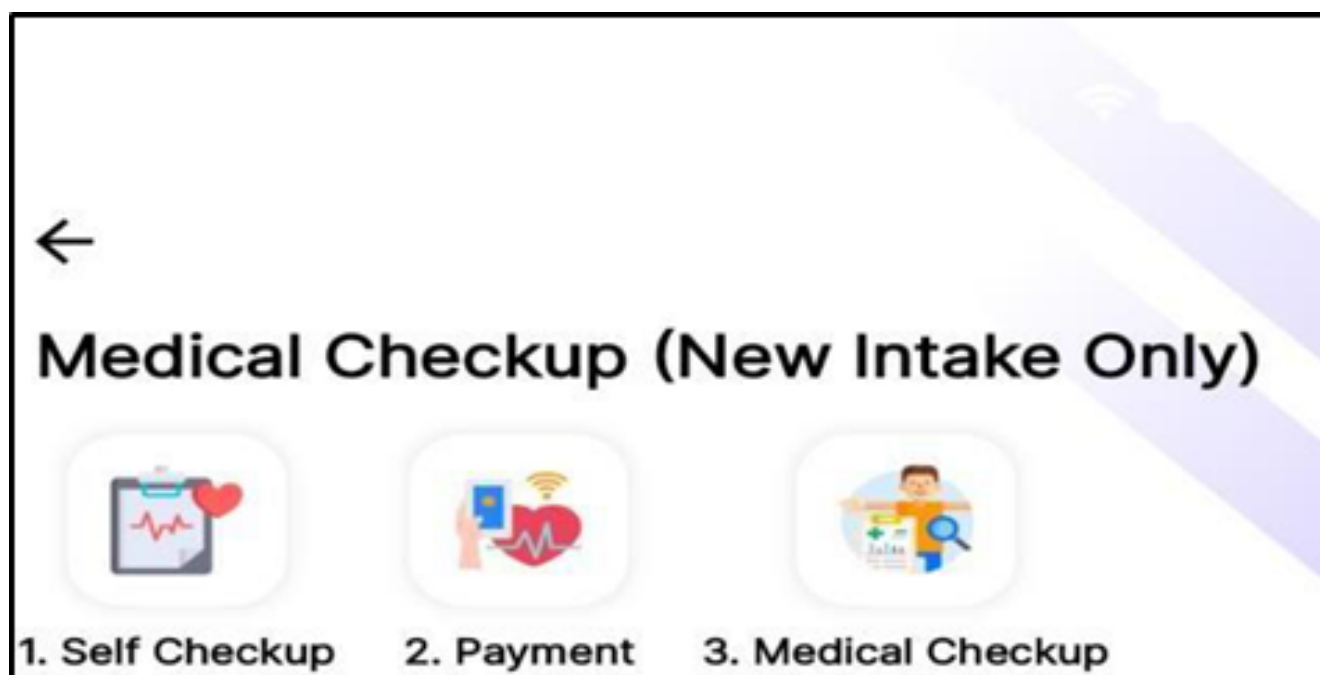 Medical Checkup (New Intake Only)
1. Self Checkup 2. Payment 3. Medical Checkup